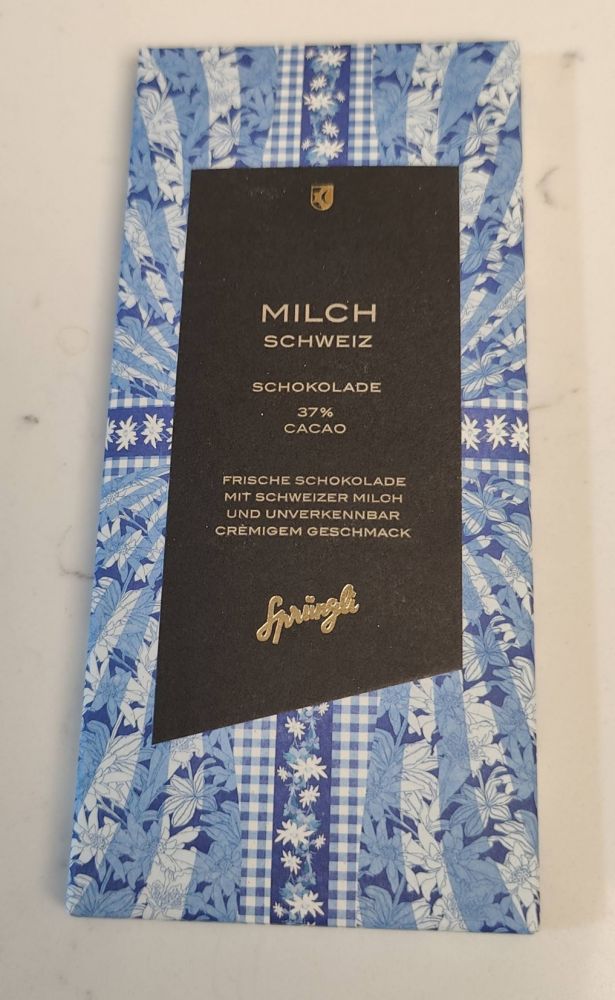 MILCH
SCHWEIZ
SCHOKOLADE
37%
CACAO
FRISCHE SCHOKOLADE
MIT SCHWEIZER MILCH
UND UNVERKENNBAR
CRÈMIGEM GESCHMACK
Sprüngli